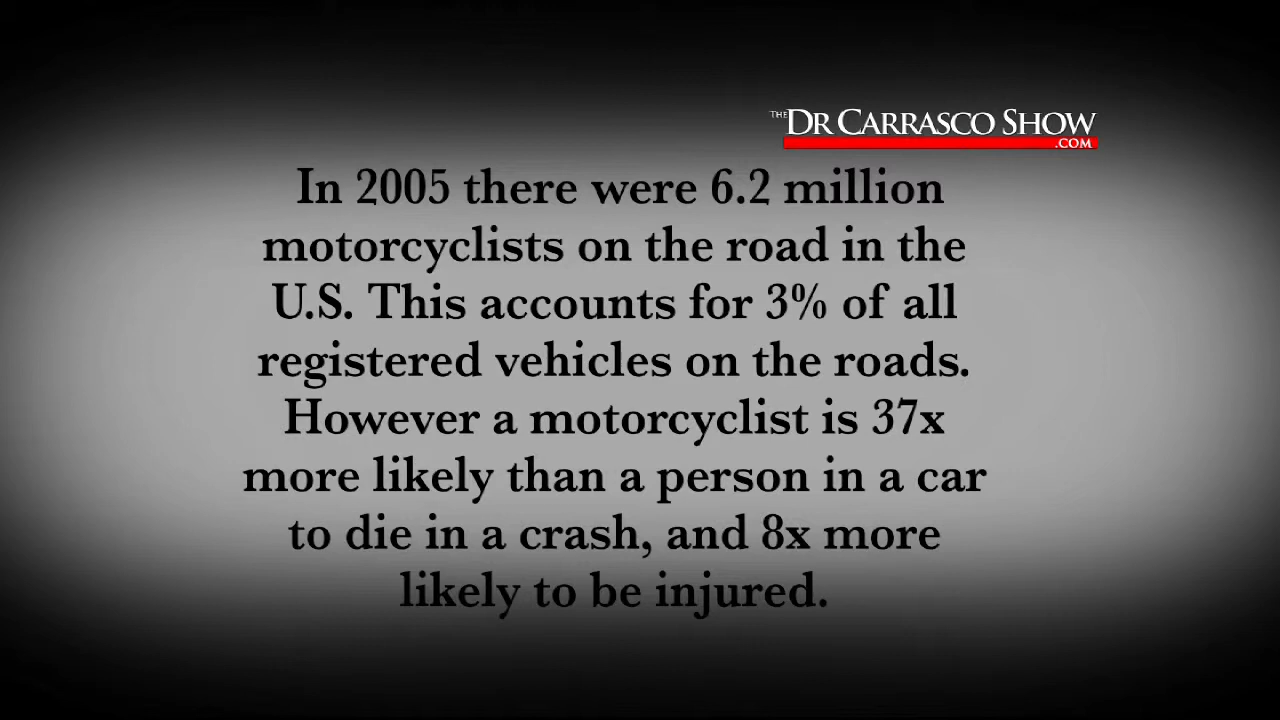 THE DR CARRASCO SHOW
.COM
In 2005 there were 6.2 million
motorcyclists on the road in the
U.S. This accounts for 3% of all
registered vehicles on the roads.
However a motorcyclist is 37x
more likely than a person in a car
to die in a crash, and 8x more
likely to be injured.